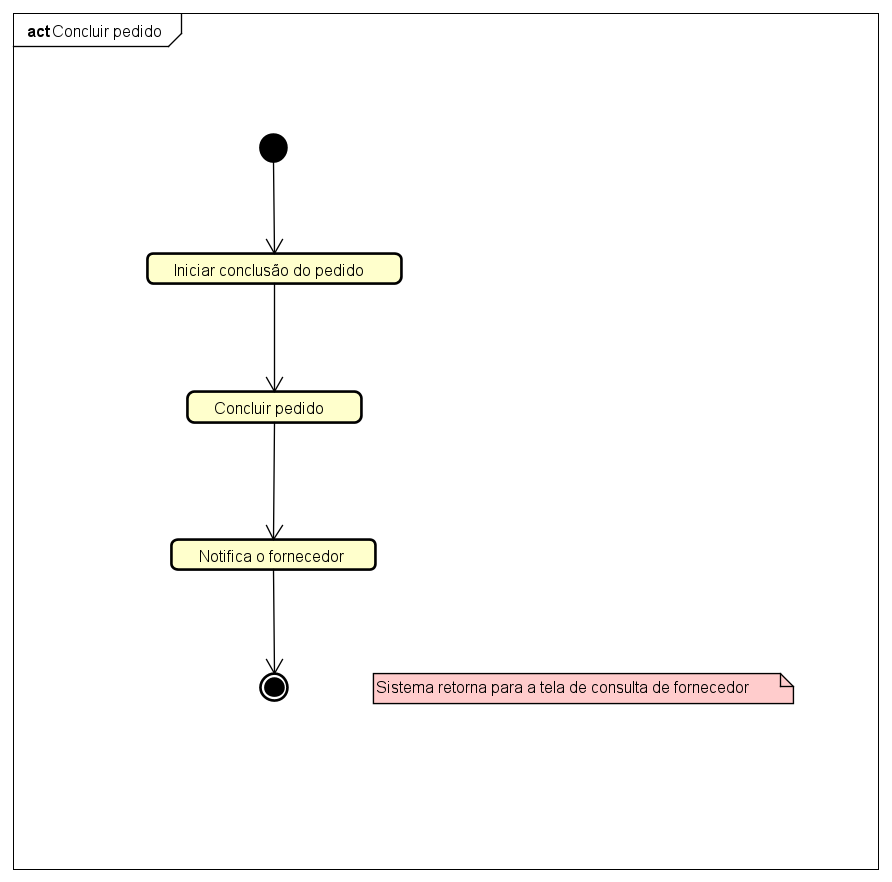 act Concluir pedido
Iniciar conclusão do pedido
Concluir pedido
Notifica o fornecedor
Sistema retorna para a tela de consulta de fornecedor